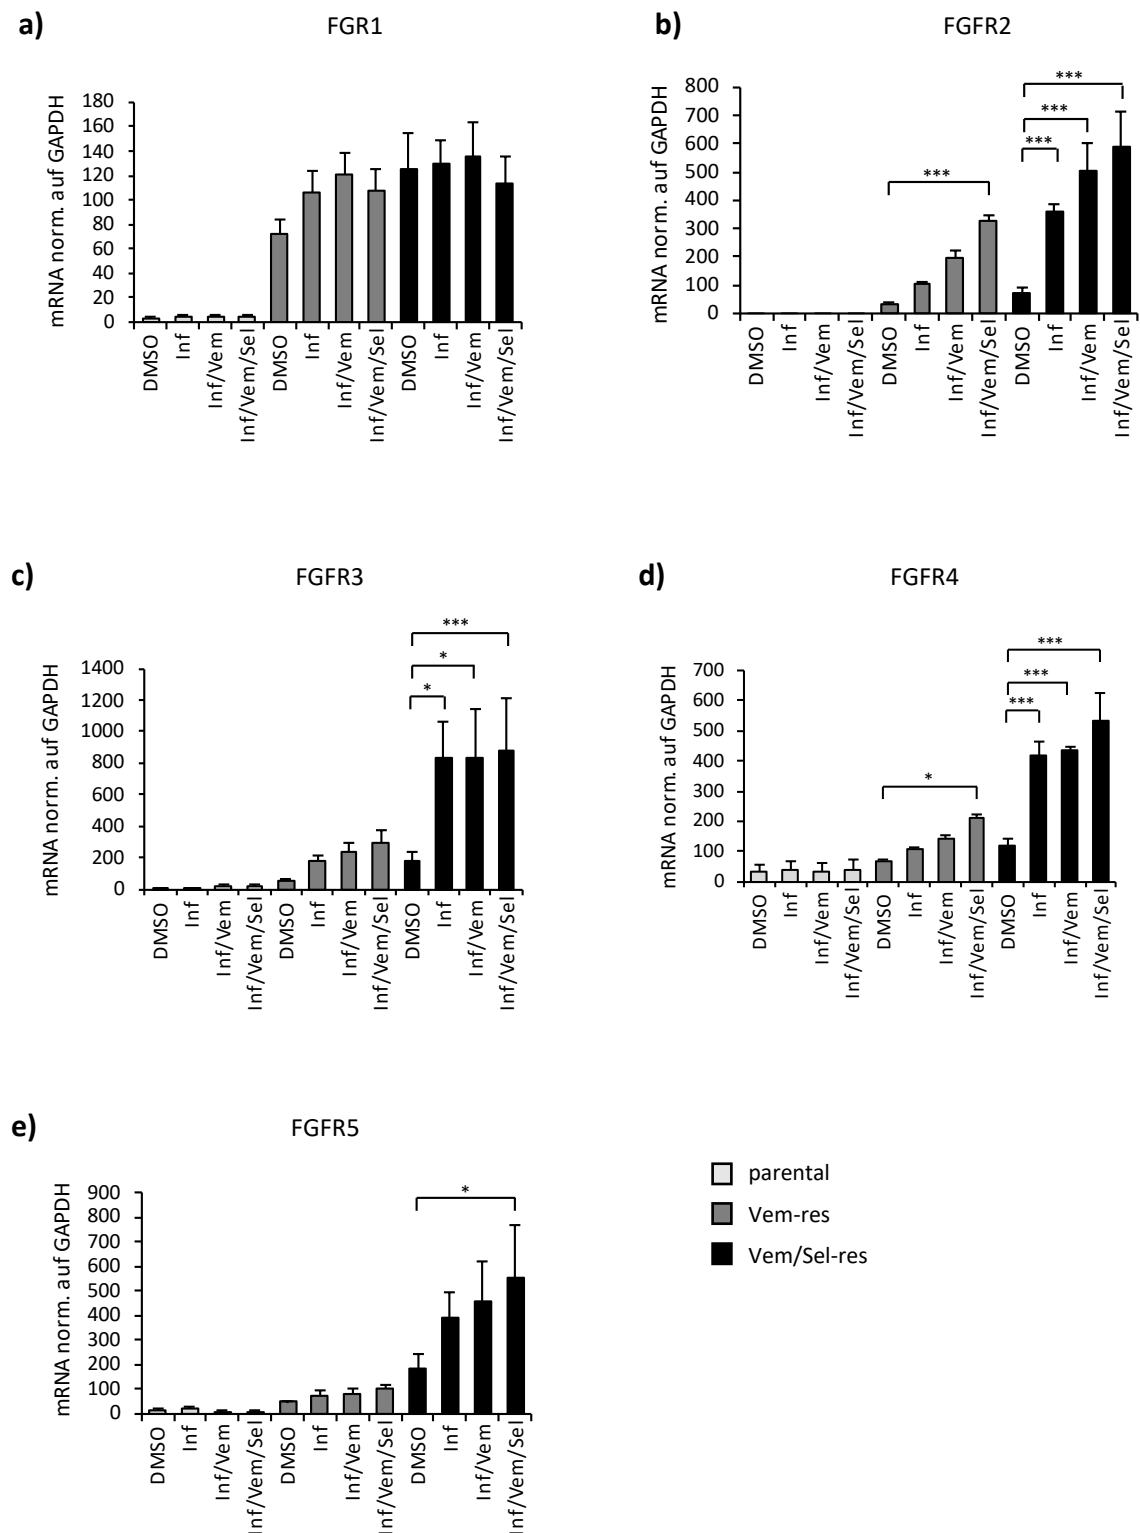 a)
FGR1
mRNA norm. auf GAPDH
180
160
140
120
100
80
60
40
20
0
DMSO
Inf
Inf/Vem
Inf/Vem/Sel
DMSO
Inf
Inf/Vem
Inf/Vem/Sel
DMSO
Inf
Inf/Vem
Inf/Vem/Sel
b)
FGFR2
mRNA norm. auf GAPDH
800
700
600
500
400
300
200
100
0
***
***
***
***
DMSO
Inf
Inf/Vem
Inf/Vem/Sel
DMSO
Inf
Inf/Vem
Inf/Vem/Sel
DMSO
Inf
Inf/Vem
Inf/Vem/Sel
c)
FGFR3
mRNA norm. auf GAPDH
1400
1200
1000
800
600
400
200
0
***
*
*
DMSO
Inf
Inf/Vem
Inf/Vem/Sel
DMSO
Inf
Inf/Vem
Inf/Vem/Sel
DMSO
Inf
Inf/Vem
Inf/Vem/Sel
d)
FGFR4
mRNA norm. auf GAPDH
700
600
500
400
300
200
100
0
***
***
***
*
DMSO
Inf
Inf/Vem
Inf/Vem/Sel
DMSO
Inf
Inf/Vem
Inf/Vem/Sel
DMSO
Inf
Inf/Vem
Inf/Vem/Sel
e)
FGFR5
mRNA norm. auf GAPDH
900
800
700
600
500
400
300
200
100
0
*
DMSO
Inf
Inf/Vem
Inf/Vem/Sel
DMSO
Inf
Inf/Vem
Inf/Vem/Sel
DMSO
Inf
Inf/Vem
Inf/Vem/Sel
parental
Vem-res
Vem/Sel-res